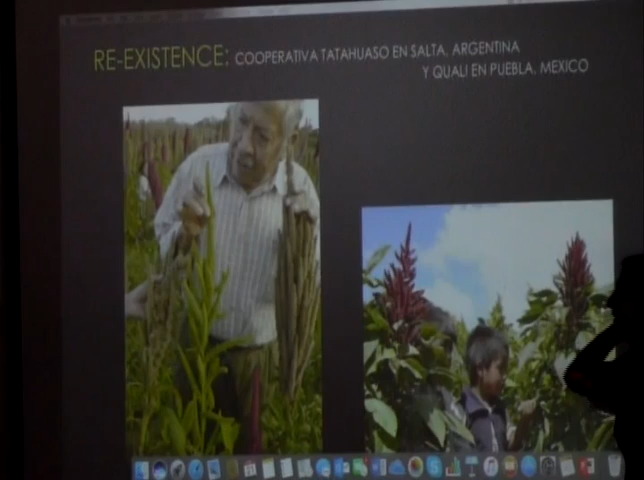 RE-EXISTENCE: COOPERATIVA TATAHUASO EN SALTA. ARGENTINA
Y QUALI EN PUEBLA, MEXICO